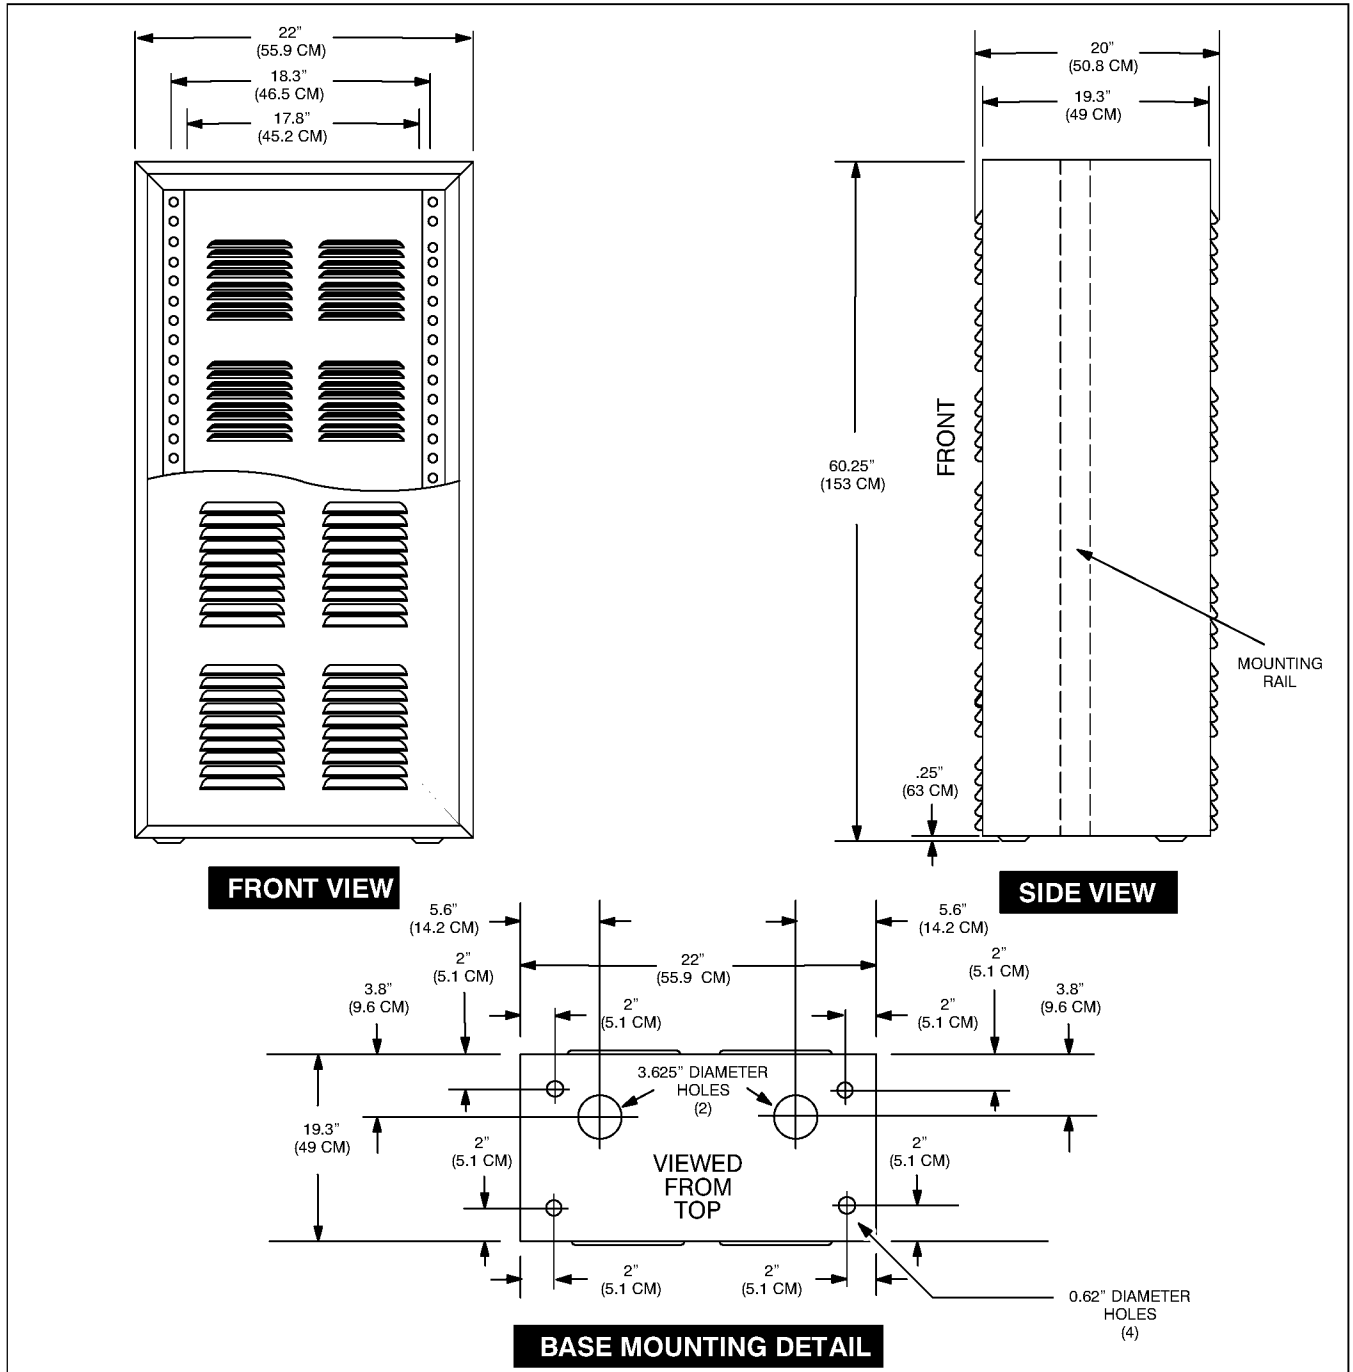 22"
(55.9 CM)
18.3"
(46.5 CM)
17.8"
(45.2 CM)
20"
(50.8 CM)
19.3"
(49 CM)
60.25"
(153 CM)
FRONT
MOUNTING
RAIL
.25"
(63 CM)
FRONT VIEW
SIDE VIEW
5.6"
(14.2 CM)
5.6"
(14.2 CM)
22"
(55.9 CM)
2"
(5.1 CM)
2"
(5.1 CM)
3.8"
(9.6 CM)
3.8"
(9.6 CM)
2"
(5.1 CM)
2"
(5.1 CM)
3.625" DIAMETER
HOLES
(2)
19.3"
(49 CM)
2"
(5.1 CM)
2"
(5.1 CM)
VIEWED
FROM
TOP
2"
(5.1 CM)
2"
(5.1 CM)
0.62" DIAMETER
HOLES
(4)
BASE MOUNTING DETAIL